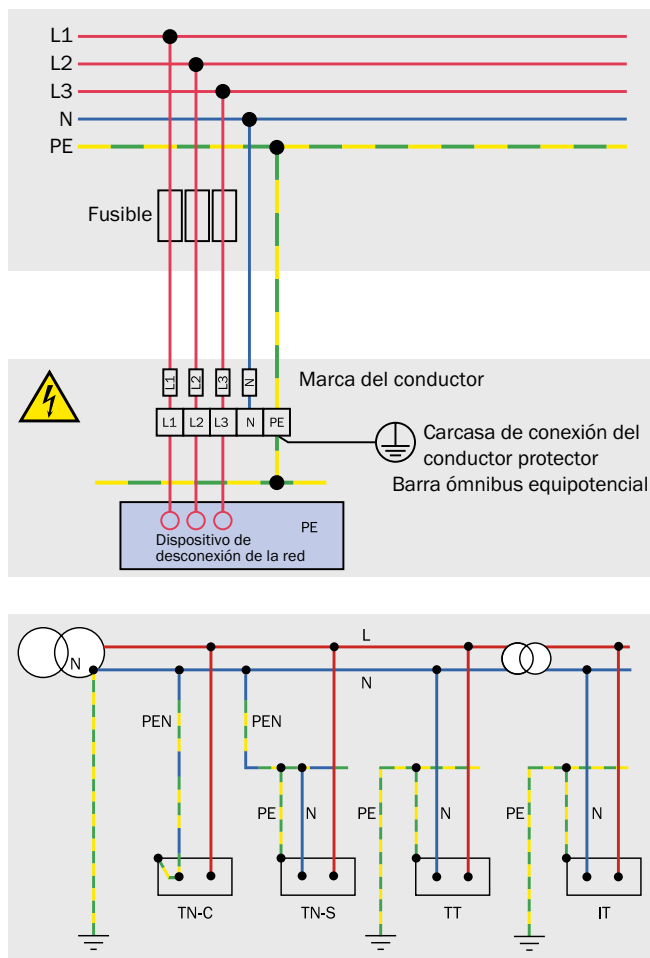 L1
L2
L3
N
PE
Fusible
L1
L2
L3
N
Marca del conductor
L1
L2
L3
N
PE
Carcasa de conexión del
conductor protector
Barra ómnibus equipotencial
PE
Dispositivo de
desconexión de la red
L
N
N
PEN
PEN
PE
N
PE
N
PE
N
TN-C
TN-S
TT
IT